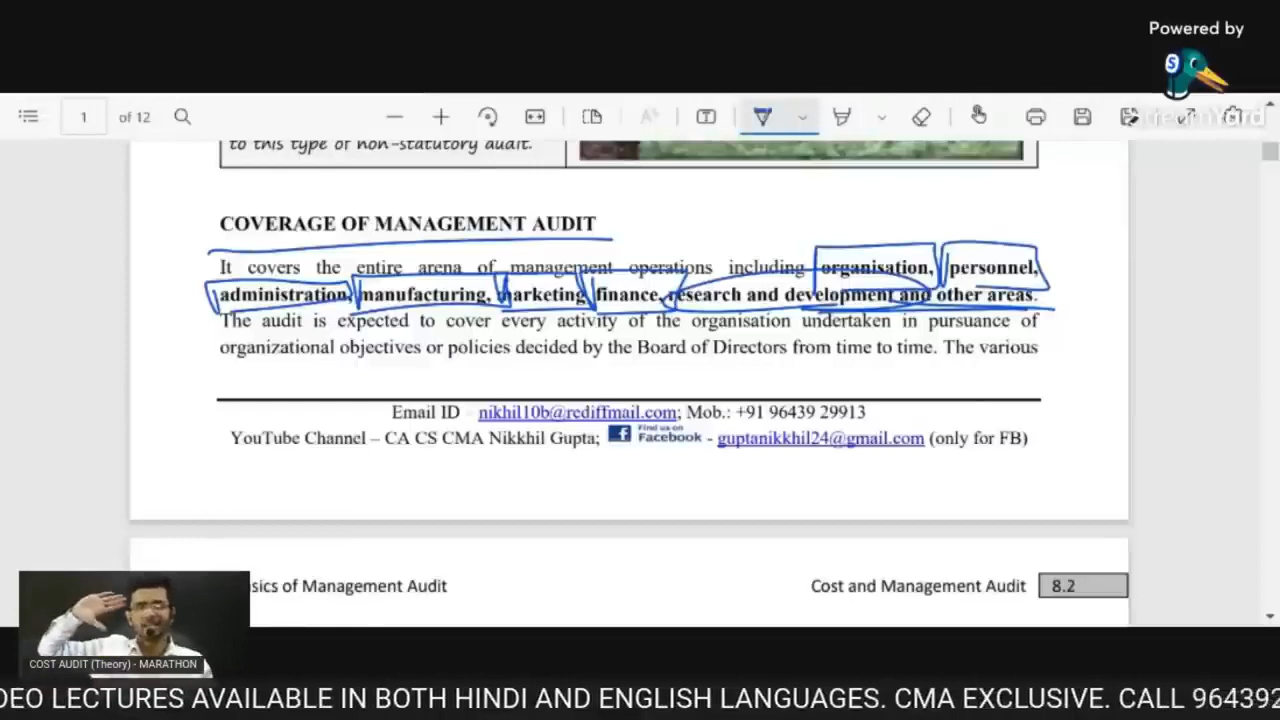 Powered by
S
StreamYard
1 of 12
to this type of non-statutory audit.
COVERAGE OF MANAGEMENT AUDIT
It covers the entire arena of management operations including organisation, personnel,
administration, manufacturing, marketing, finance, research and development and other areas.
The audit is expected to cover every activity of the organisation undertaken in pursuance of
organizational objectives or policies decided by the Board of Directors from time to time. The various
Email ID – nikhil10b@rediffmail.com; Mob.: +91 96439 29913
YouTube Channel – CA CS CMA Nikkhil Gupta; Find us on Facebook - guptanikkhil24@gmail.com (only for FB)
sics of Management Audit
Cost and Management Audit 8.2
COST AUDIT (Theory) - MARATHON
DEO LECTURES AVAILABLE IN BOTH HINDI AND ENGLISH LANGUAGES. CMA EXCLUSIVE. CALL 964392